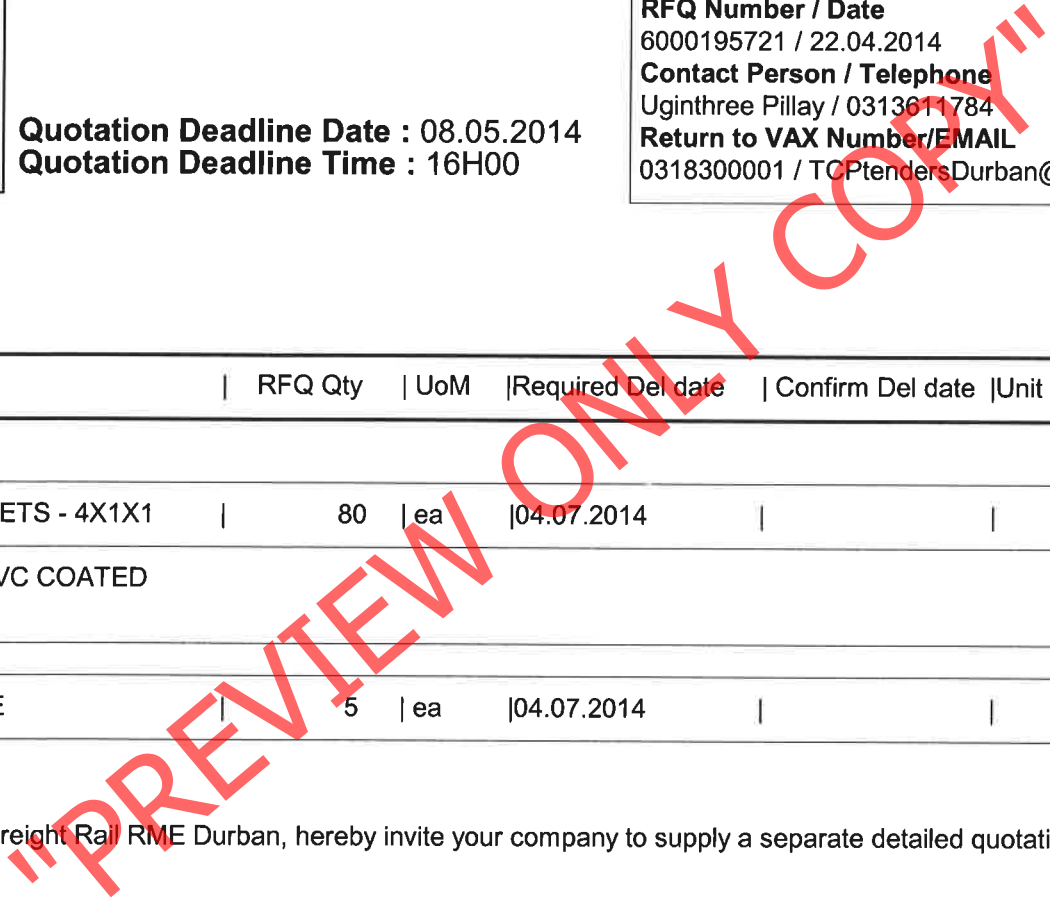 RFQ Number / Date
6000195721 / 22.04.2014
Contact Person / Telephone
Uginthree Pillay / 0313611784
Return to VAX Number/EMAIL
0318300001 / TCPtendersDurban@
Quotation Deadline Date : 08.05.2014
Quotation Deadline Time : 16H00
| RFQ Qty | UoM |Required Del date | Confirm Del date |Unit
ETS - 4X1X1 | 80 | ea |04.07.2014 | |
VC COATED
E | 5 | ea |04.07.2014 | |
reight Rail RME Durban, hereby invite your company to supply a separate detailed quotati
"PREVIEW ONLY COPY"